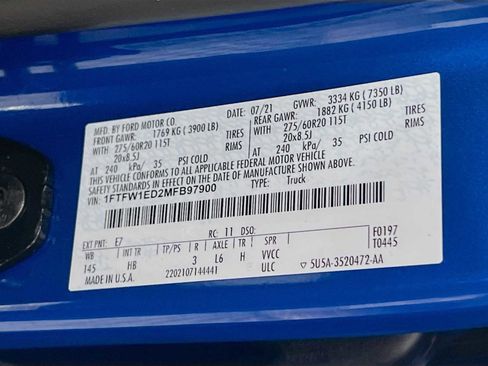 MFD. BY FORD MOTOR CO. 07/21 GVWR: 3334 KG ( 7350 LB)
FRONT GAWR: 1769 KG ( 3900 LB) REAR GAWR: 1882 KG ( 4150 LB)
WITH 275/60R20 115T TIRES WITH 275/60R20 115T TIRES
20x8.5J RIMS 20x8.5J RIMS
AT 240 kPa/ 35 PSI COLD AT 240 kPa/ 35 PSI COLD
THIS VEHICLE CONFORMS TO ALL APPLICABLE FEDERAL MOTOR VEHICLE
SAFETY STANDARDS IN EFFECT ON THE DATE OF MANUFACTURE SHOWN ABOVE.
VIN: 1FTFW1ED2MFB97900 TYPE: Truck
EXT PNT: E7 RC: 11 DSO: F0197
WB INT TR TP/PS R AXLE TR SPR T0445
145 HB 3 L6 H VVCC
MADE IN U.S.A. 2202107144441 ULC 5U5A-3520472-AA